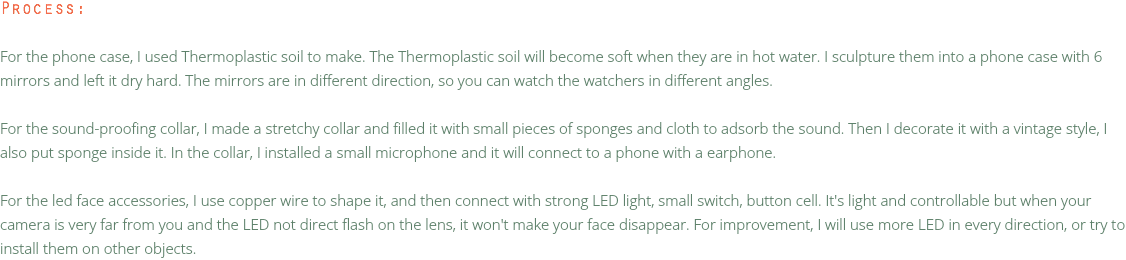 Process:
For the phone case, I used Thermoplastic soil to make. The Thermoplastic soil will become soft when they are in hot water. I sculpture them into a phone case with 6
mirrors and left it dry hard. The mirrors are in different direction, so you can watch the watchers in different angles.
For the sound-proofing collar, I made a stretchy collar and filled it with small pieces of sponges and cloth to adsorb the sound. Then I decorate it with a vintage style, I
also put sponge inside it. In the collar, I installed a small microphone and it will connect to a phone with a earphone.
For the led face accessories, I use copper wire to shape it, and then connect with strong LED light, small switch, button cell. It's light and controllable but when your
camera is very far from you and the LED not direct flash on the lens, it won't make your face disappear. For improvement, I will use more LED in every direction, or try to
install them on other objects.